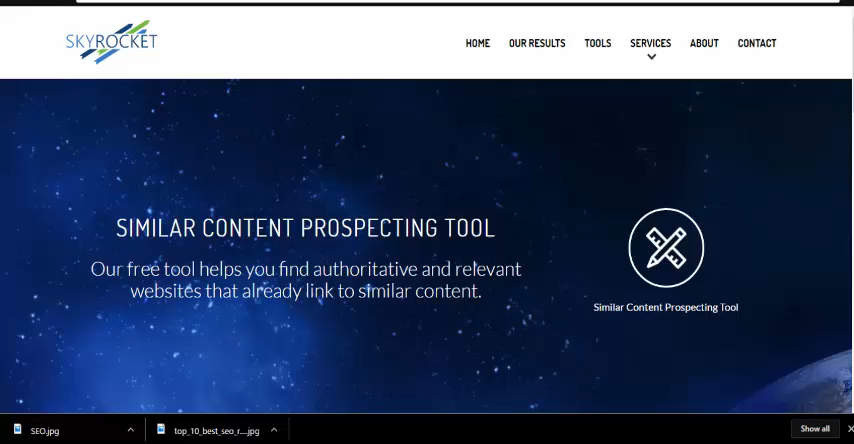 SKYROCKET
HOME OUR RESULTS TOOLS SERVICES ABOUT CONTACT
SIMILAR CONTENT PROSPECTING TOOL
Our free tool helps you find authoritative and relevant
websites that already link to similar content.
Similar Content Prospecting Tool
SEO.jpg top_10_best_seo_r....jpg Show all